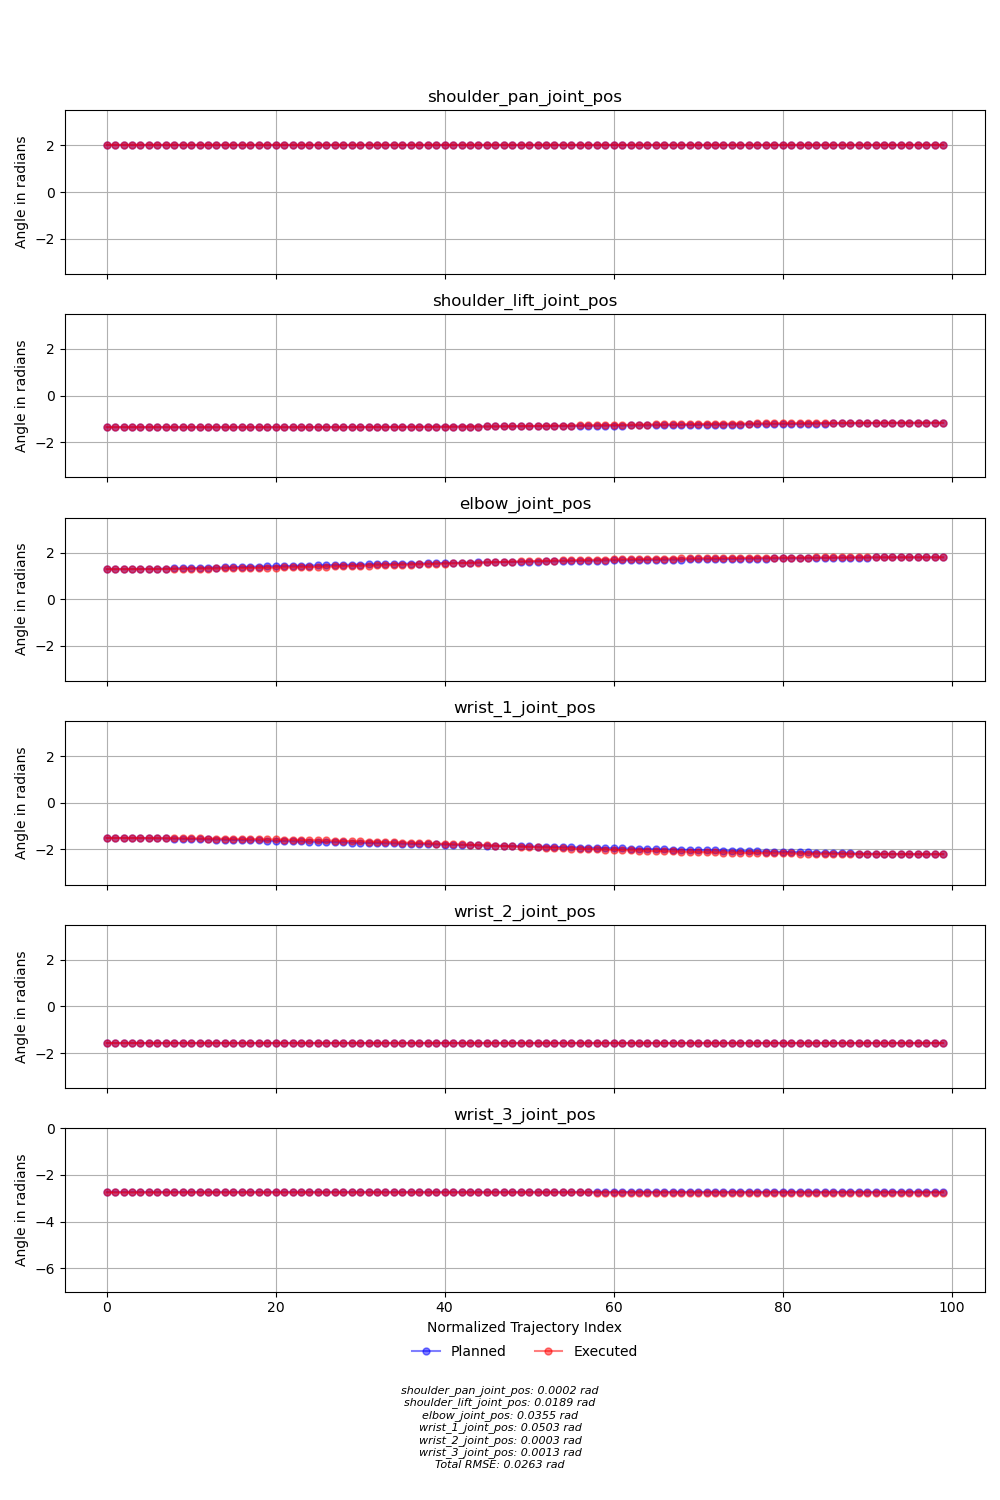 shoulder_pan_joint_pos
Angle in radians
2
0
−2
shoulder_lift_joint_pos
Angle in radians
2
0
−2
elbow_joint_pos
Angle in radians
2
0
−2
wrist_1_joint_pos
Angle in radians
2
0
−2
wrist_2_joint_pos
Angle in radians
2
0
−2
wrist_3_joint_pos
Angle in radians
0
−2
−4
−6
0 20 40 60 80 100
Normalized Trajectory Index
Planned Executed
shoulder_pan_joint_pos: 0.0002 rad
shoulder_lift_joint_pos: 0.0189 rad
elbow_joint_pos: 0.0355 rad
wrist_1_joint_pos: 0.0503 rad
wrist_2_joint_pos: 0.0003 rad
wrist_3_joint_pos: 0.0013 rad
Total RMSE: 0.0263 rad